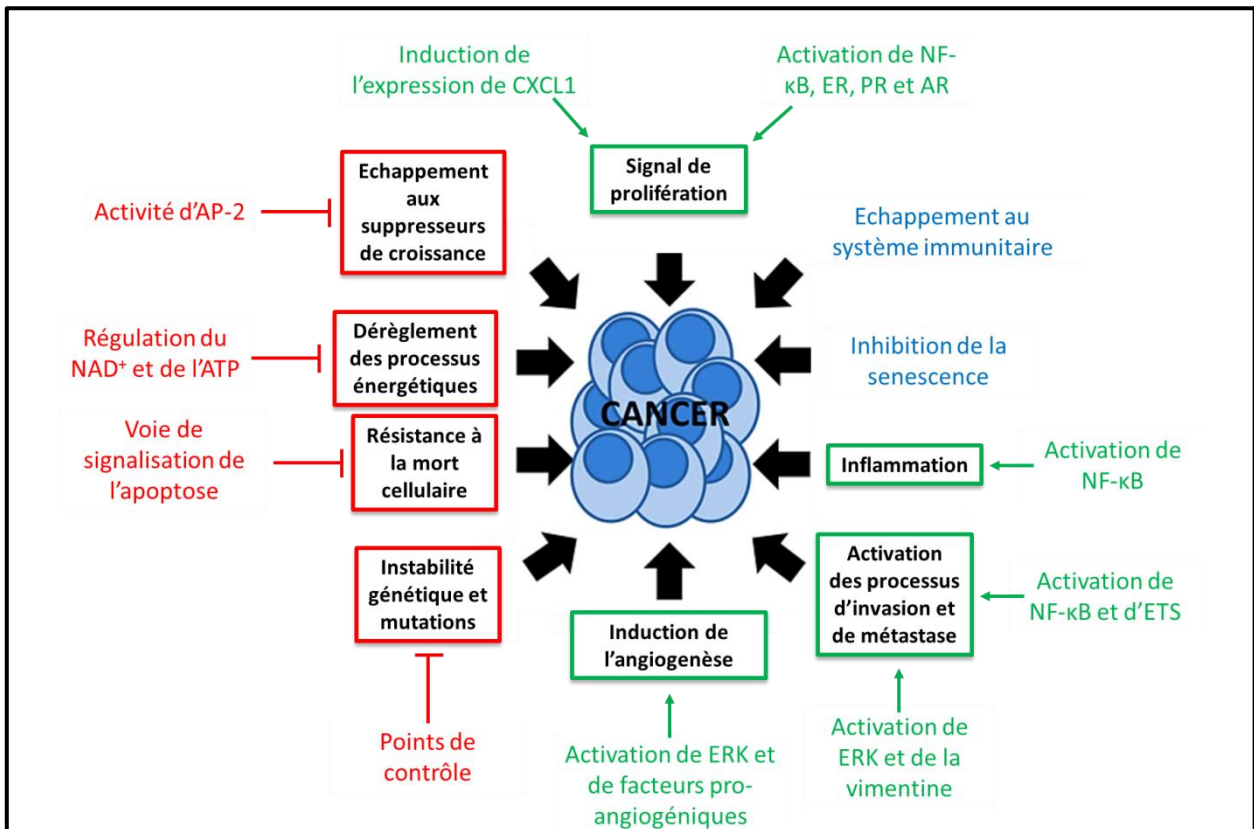 Induction de
l'expression de CXCL1
Activation de NF-
κB, ER, PR et AR
Signal de
prolifération
Echappement
aux
suppresseurs
de croissance
Activité d'AP-2
Echappement au
système immunitaire
Régulation du
NAD⁺ et de l'ATP
Dérèglement
des processus
énergétiques
Inhibition de la
senescence
CANCER
Voie de
signalisation de
l'apoptose
Résistance à
la mort
cellulaire
Inflammation
Activation de
NF-κB
Instabilité
génétique et
mutations
Activation
des processus
d'invasion et
de métastase
Activation de
NF-κB et d'ETS
Induction de
l'angiogenèse
Points de
contrôle
Activation de ERK et
de facteurs pro-
angiogéniques
Activation de
ERK et de la
vimentine